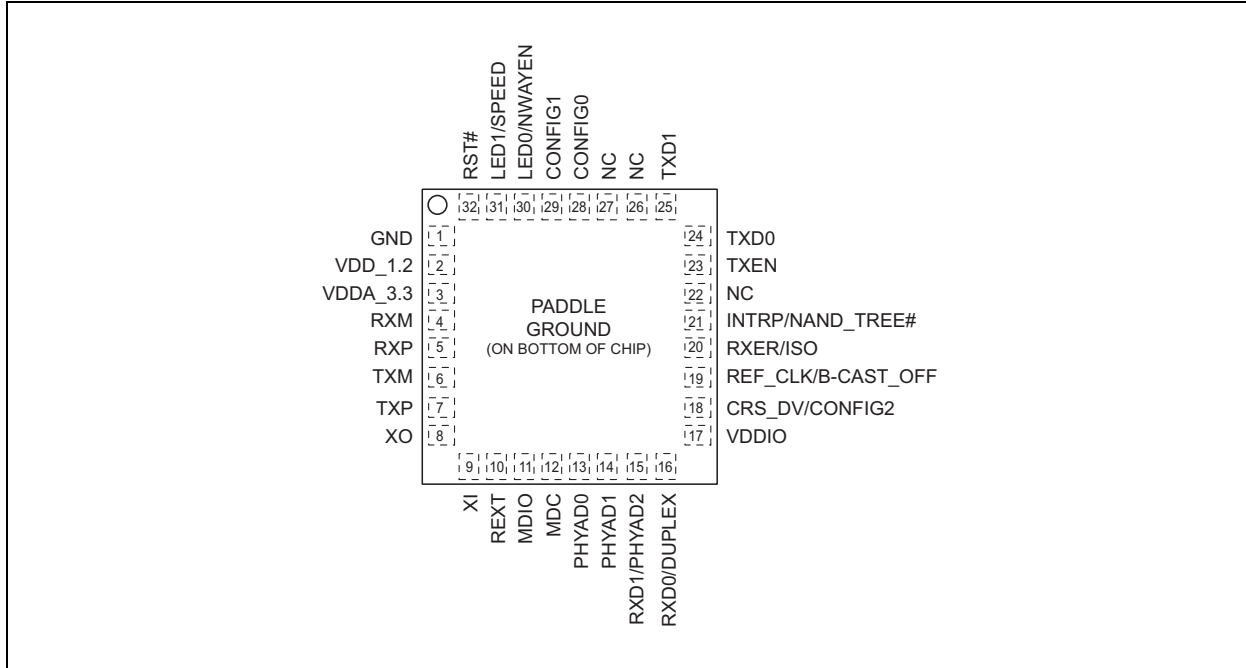 RST#
LED1/SPEED
LED0/NWAYEN
CONFIG1
CONFIG0
NC
NC
TXD1
32 31 30 29 28 27 26 25
GND 1
VDD_1.2 2
VDDA_3.3 3
RXM 4
RXP 5
TXM 6
TXP 7
XO 8
PADDLE
GROUND
(ON BOTTOM OF CHIP)
24 TXD0
23 TXEN
22 NC
21 INTRP/NAND_TREE#
20 RXER/ISO
19 REF_CLK/B-CAST_OFF
18 CRS_DV/CONFIG2
17 VDDIO
9 10 11 12 13 14 15 16
XI
REXT
MDIO
MDC
PHYAD0
PHYAD1
RXD1/PHYAD2
RXD0/DUPLEX